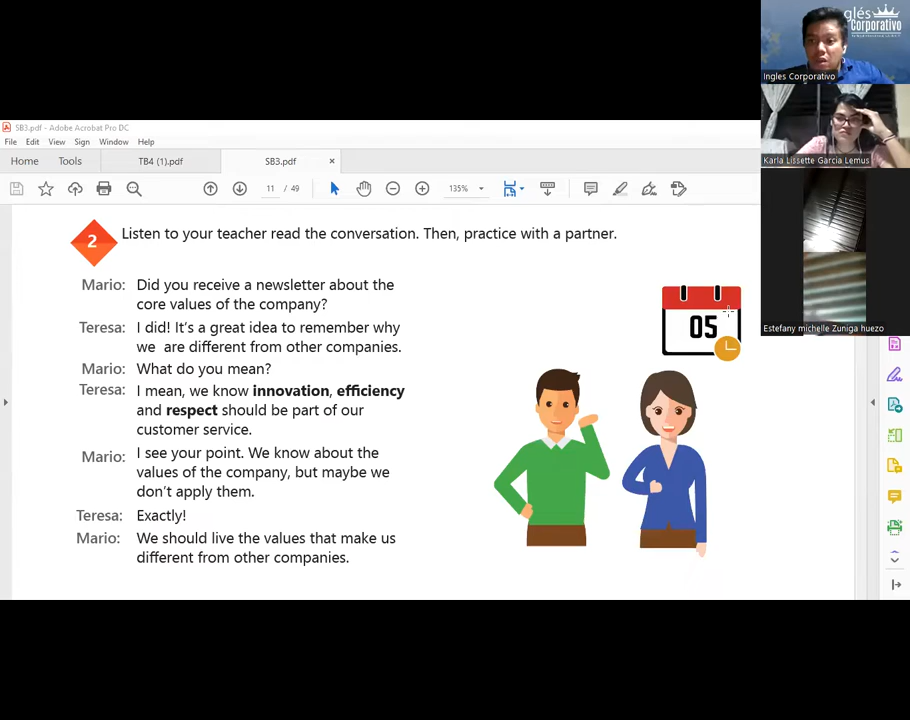 glés
Corporativo
Ingles Corporativo
Karla Lissette Garcia Lemus
Estefany michelle Zuniga huezo
SB3.pdf - Adobe Acrobat Pro DC
File Edit View Sign Window Help
Home Tools TB4 (1).pdf SB3.pdf ×
11 / 49 135%
2 Listen to your teacher read the conversation. Then, practice with a partner.
Mario: Did you receive a newsletter about the
core values of the company?
Teresa: I did! It's a great idea to remember why
we are different from other companies.
Mario: What do you mean?
Teresa: I mean, we know innovation, efficiency
and respect should be part of our
customer service.
Mario: I see your point. We know about the
values of the company, but maybe we
don't apply them.
Teresa: Exactly!
Mario: We should live the values that make us
different from other companies.
05